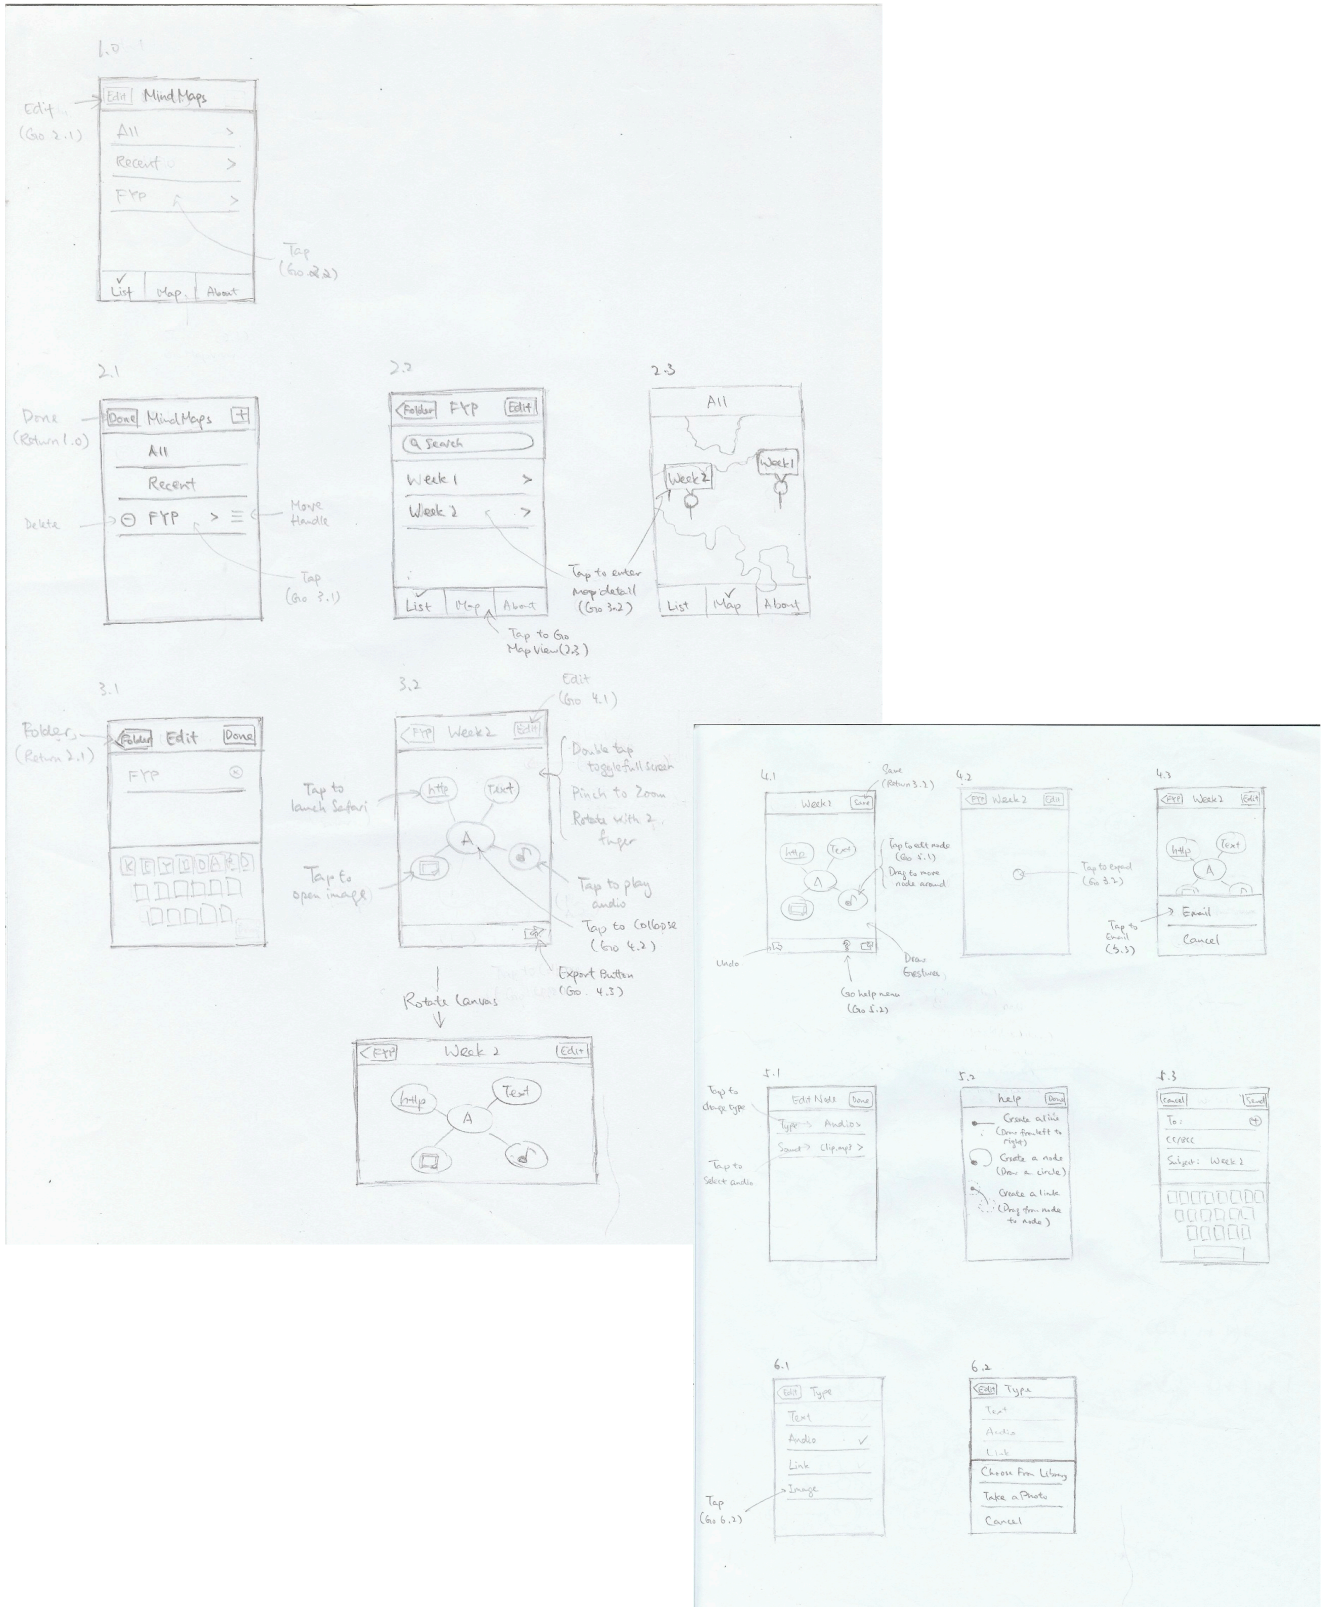 1.0
Edit MindMaps
Edit
(Go 2.1)
All >
Recent >
FYP >
Tap
(Go 2.2)
List Map About
2.1
Done MindMaps +
Done
(Return 1.0)
All
Recent
FYP >
Delete
Move
Handle
Tap
(Go 3.1)
2.2
Folder FYP Edit
Search
Week 1 >
Week 2 >
List Map About
Tap to enter
map detail
(Go 3.2)
Tap to Go
Map View (2.3)
2.3
All
Week 2
Week 1
List Map About
3.1
Folder Edit Done
Folder
(Return 2.1)
FYP
KEYBOARD
3.2
Edit
(Go 4.1)
FYP Week 2 Edit
Double tap
toggle full screen
Pinch to Zoom
Rotate with 2
finger
Tap to
launch Safari
http
Text
A
Tap to
open image
Tap to play
audio
Tap to Collapse
(Go 4.2)
Export Button
(Go 4.3)
Rotate Canvas
FYP Week 2 Edit
http
Text
A
4.1
Save
(Return 3.2)
Week 2 Save
http
Text
A
Tap to edit node
(Go 5.1)
Drag to move
node around
Undo
Draw
Gestures
Go help menu
(Go 5.2)
4.2
FYP Week 2 Edit
Tap to expand
(Go 3.2)
4.3
FYP Week 2 Edit
http
Text
A
Email
Cancel
Tap to
Email
(5.3)
5.1
Edit Node Done
Tap to
change type
Type > Audio >
Tap to
select audio
Source > Clip.mp3 >
5.2
help Done
Create a line
(Draw from left to
right)
Create a node
(Draw a circle)
Create a link
(Drag from node
to node)
5.3
Cancel Send
To:
CC/BCC
Subject: Week 2
6.1
Edit Type
Text
Audio
Link
Image
Tap
(Go 6.2)
6.2
Edit Type
Text
Audio
Link
Choose From Library
Take a Photo
Cancel